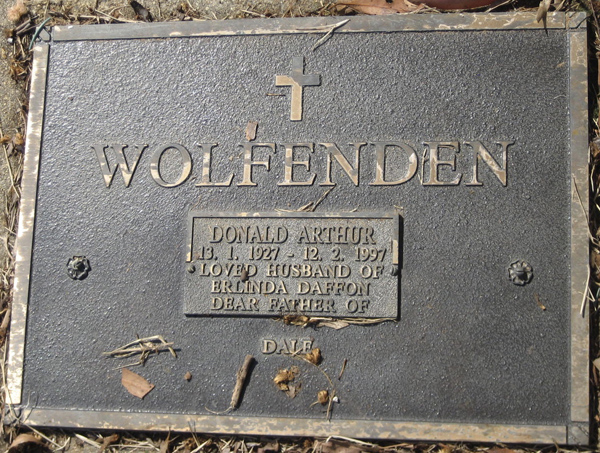 WOLFENDEN
DONALD ARTHUR
13. 1. 1927 - 12. 2. 1997
LOVED HUSBAND OF
ERLINDA DAFFON
DEAR FATHER OF
DALE